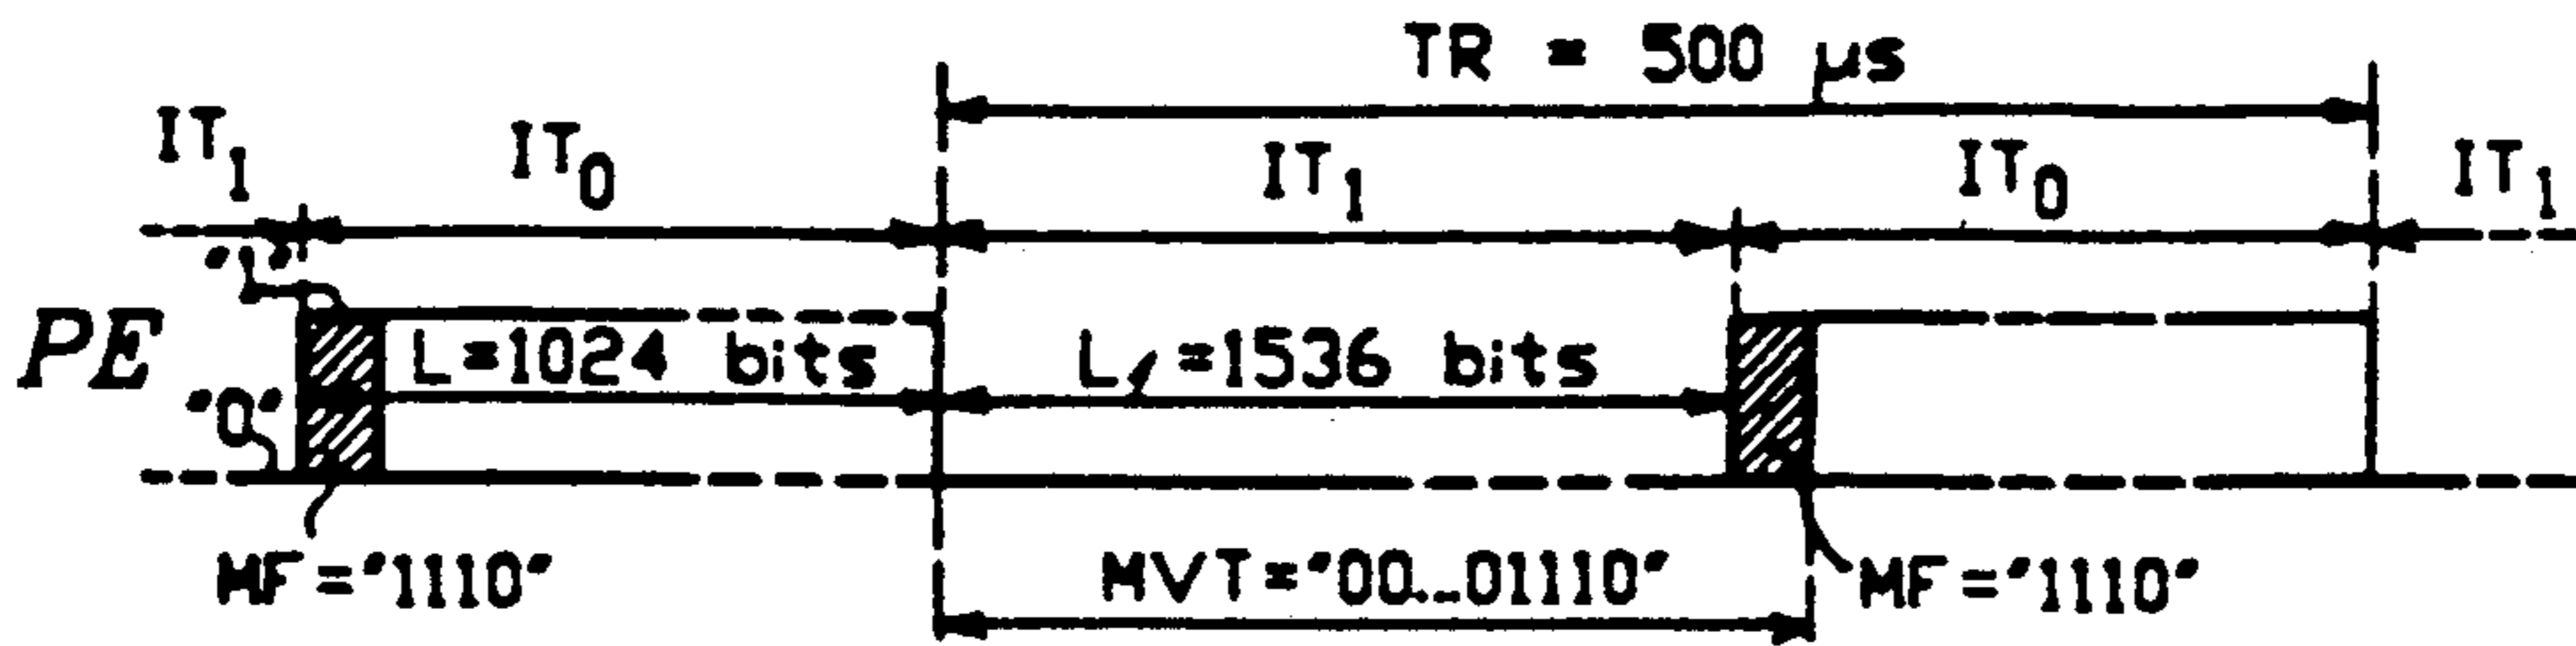 TR = 500 µs
IT1 IT0 IT1 IT0 IT1
"1"
PE L=1024 bits L =1536 bits
"0"
MF="1110" MVT="00...01110" MF="1110"